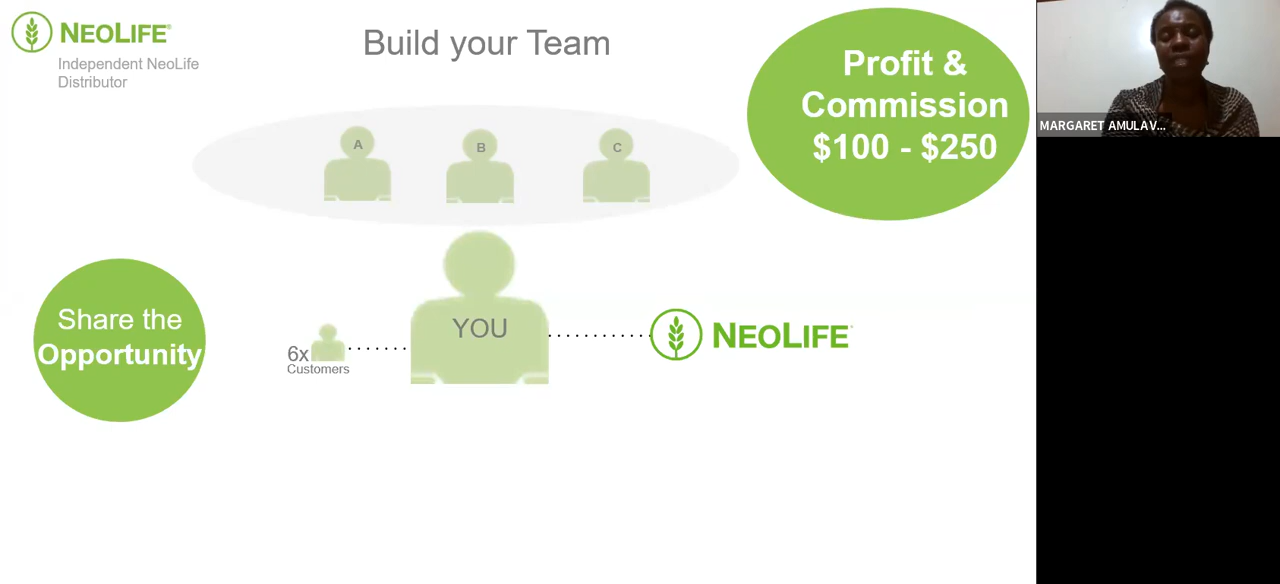 NEOLIFE®
Independent NeoLife
Distributor
Build your Team
Profit &
Commission
$100 - $250
MARGARET AMULAV...
A
B
C
Share the
Opportunity
YOU
6x
Customers
NEOLIFE